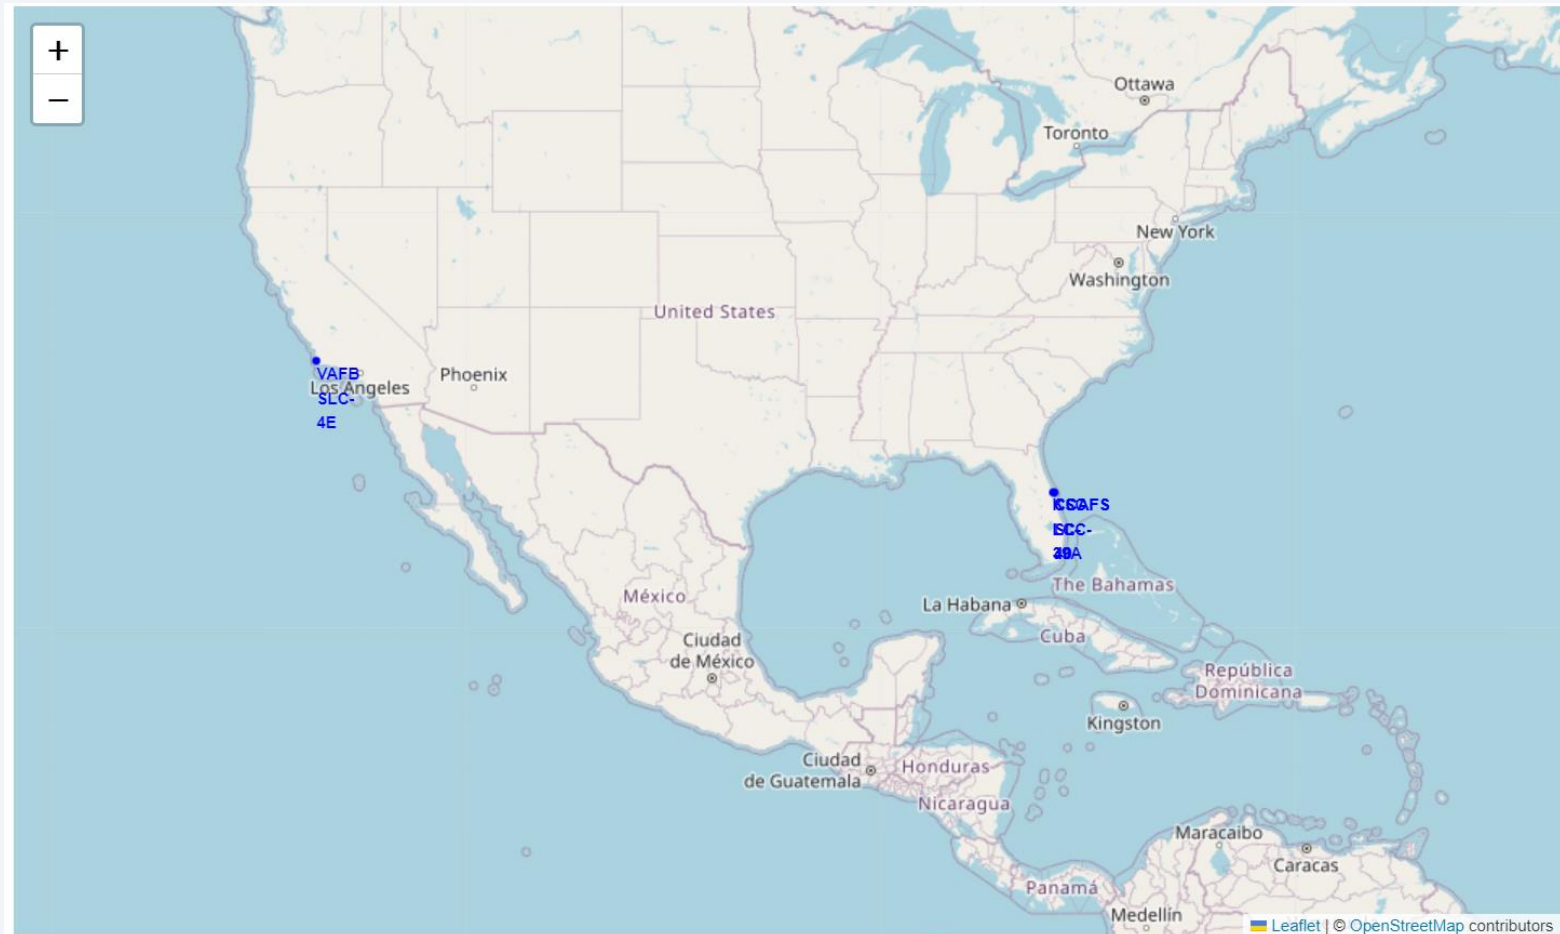 +
−
Ottawa
Toronto
New York
Washington
United States
VAFB
SLC-
4E
Los Angeles
Phoenix
The Bahamas
La Habana
México
Cuba
Ciudad
de México
República
Dominicana
Kingston
Ciudad
de Guatemala
Honduras
Nicaragua
Maracaibo
Caracas
Panamá
Medellín
Leaflet | © OpenStreetMap contributors